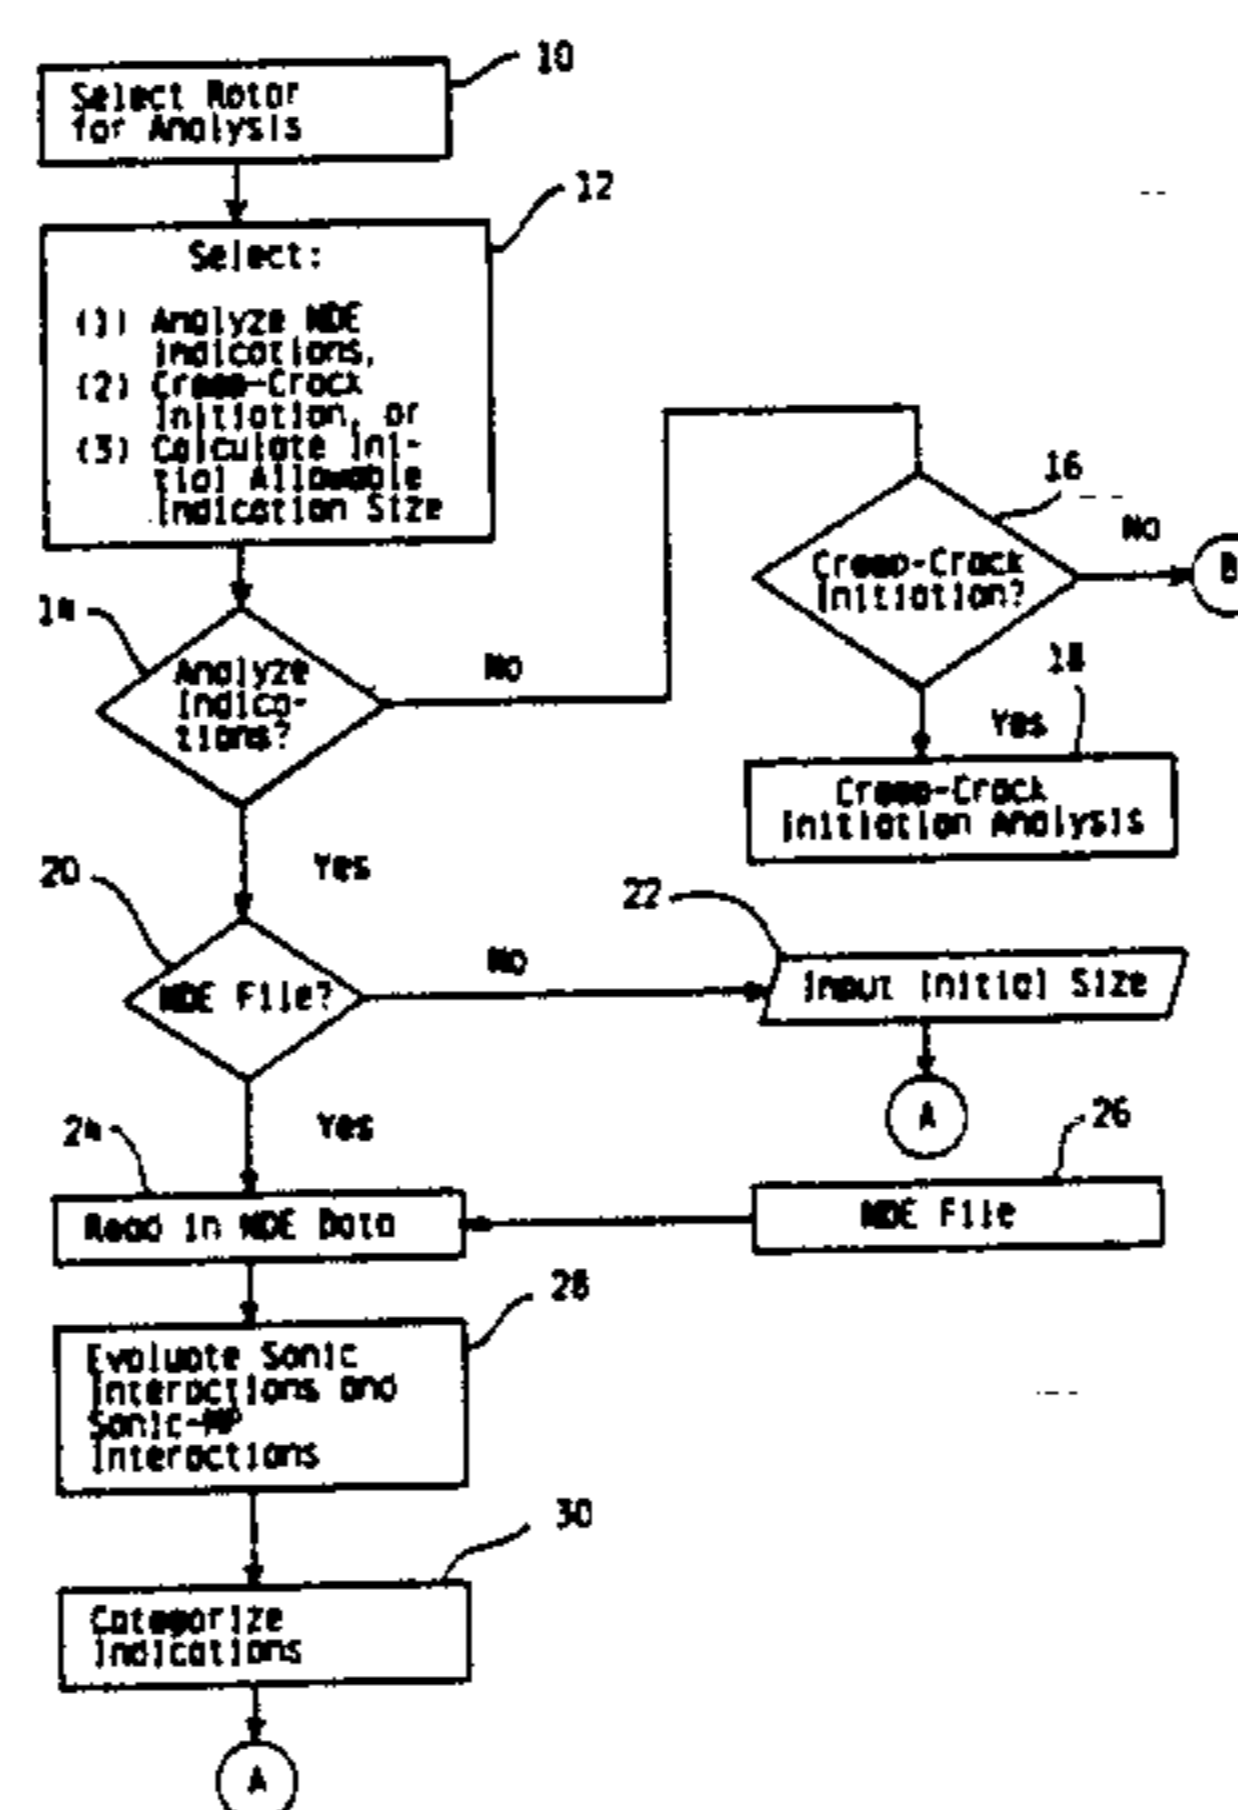 10
Select Rotor
for Analysis
12
Select:
(1) Analyze NDE
Indications,
(2) Creep-Crack
Initiation, or
(3) Calculate Ini-
tial Allowable
Indication Size
14
Analyze
Indica-
tions?
No
16
Creep-Crack
Initiation?
No
B
18
Yes
Creep-Crack
Initiation Analysis
Yes
20
NDE File?
No
22
Input Initial Size
A
Yes
24
Read in NDE Data
26
NDE File
28
Evaluate Sonic
Interactions and
Sonic-MP
Interactions
30
Categorize
Indications
A